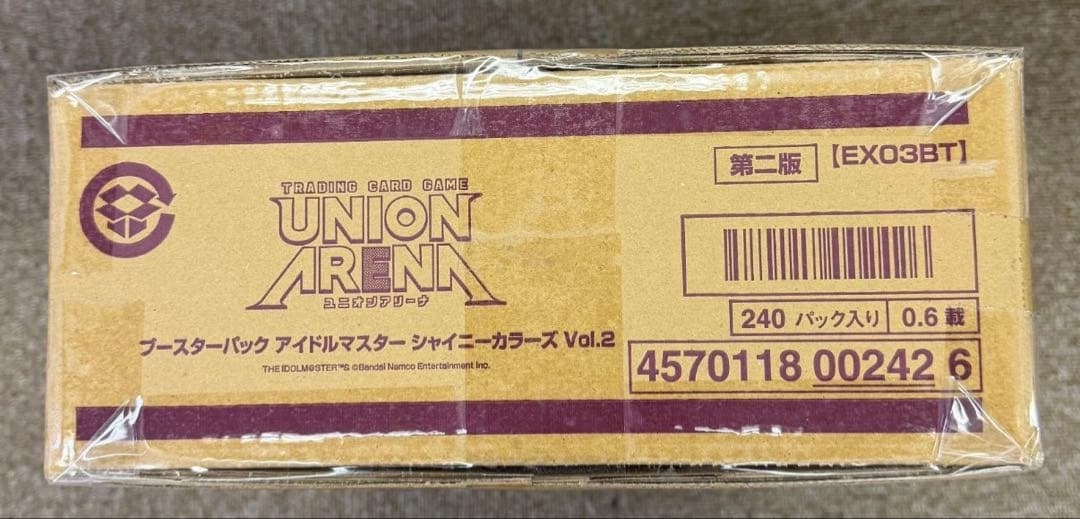 第二版 【EX03BT】
TRADING CARD GAME
UNION
ARENA
ユニオンアリーナ
240 パック入り 0.6 載
ブースターパック アイドルマスター シャイニーカラーズ Vol.2
THE IDOLM@STER™& ©Bandai Namco Entertainment Inc.
4570118 00242 6